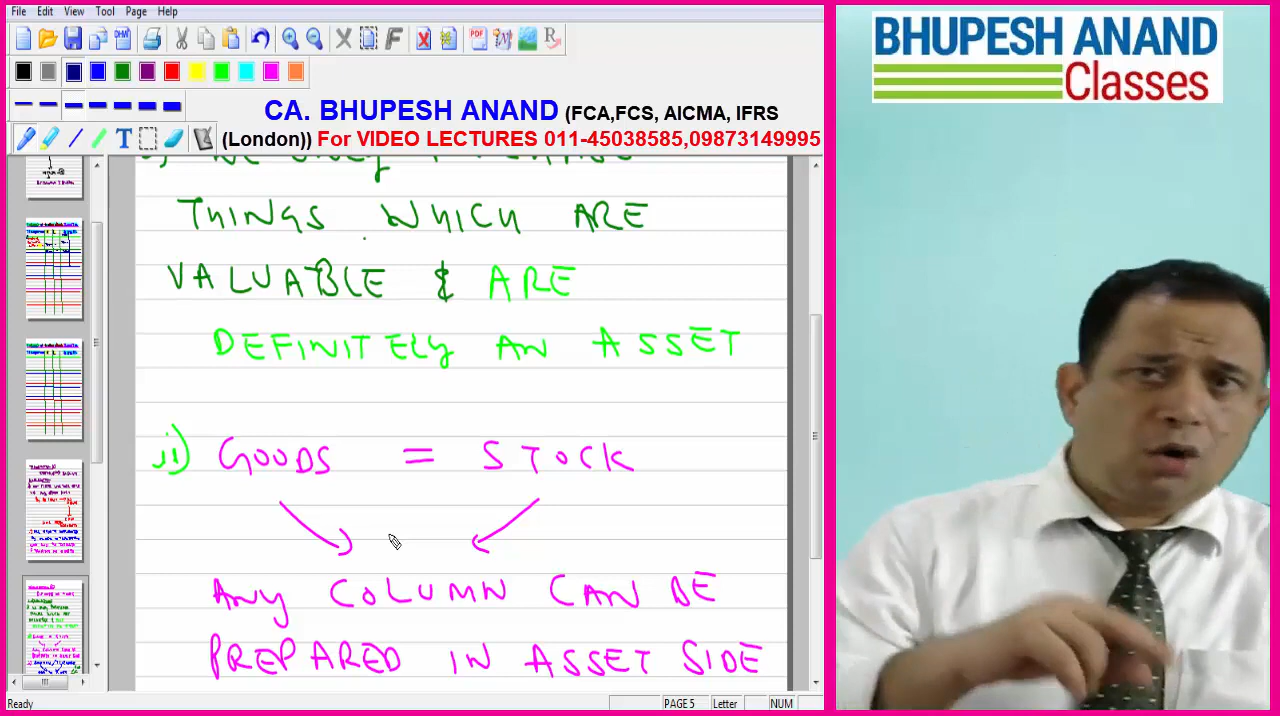 File Edit View Tool Page Help
BHUPESH ANAND
Classes
CA. BHUPESH ANAND (FCA,FCS, AICMA, IFRS
(London)) For VIDEO LECTURES 011-45038585,09873149995
THINGS WHICH ARE
VALUABLE & ARE
DEFINITELY AN ASSET
ii) GOODS = STOCK
ANY COLUMN CAN BE
PREPARED IN ASSET SIDE
PAGE 5 Letter NUM